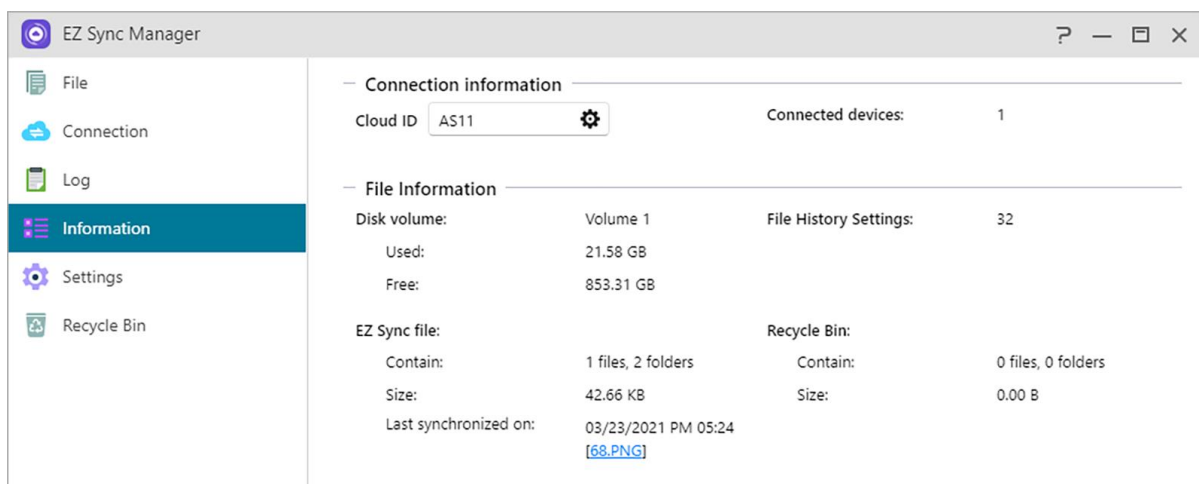 EZ Sync Manager
File
Connection
Log
Information
Settings
Recycle Bin
Connection information
Cloud ID AS11 Connected devices: 1
File Information
Disk volume: Volume 1 File History Settings: 32
Used: 21.58 GB
Free: 853.31 GB
EZ Sync file: Recycle Bin:
Contain: 1 files, 2 folders Contain: 0 files, 0 folders
Size: 42.66 KB Size: 0.00 B
Last synchronized on: 03/23/2021 PM 05:24
[68.PNG]